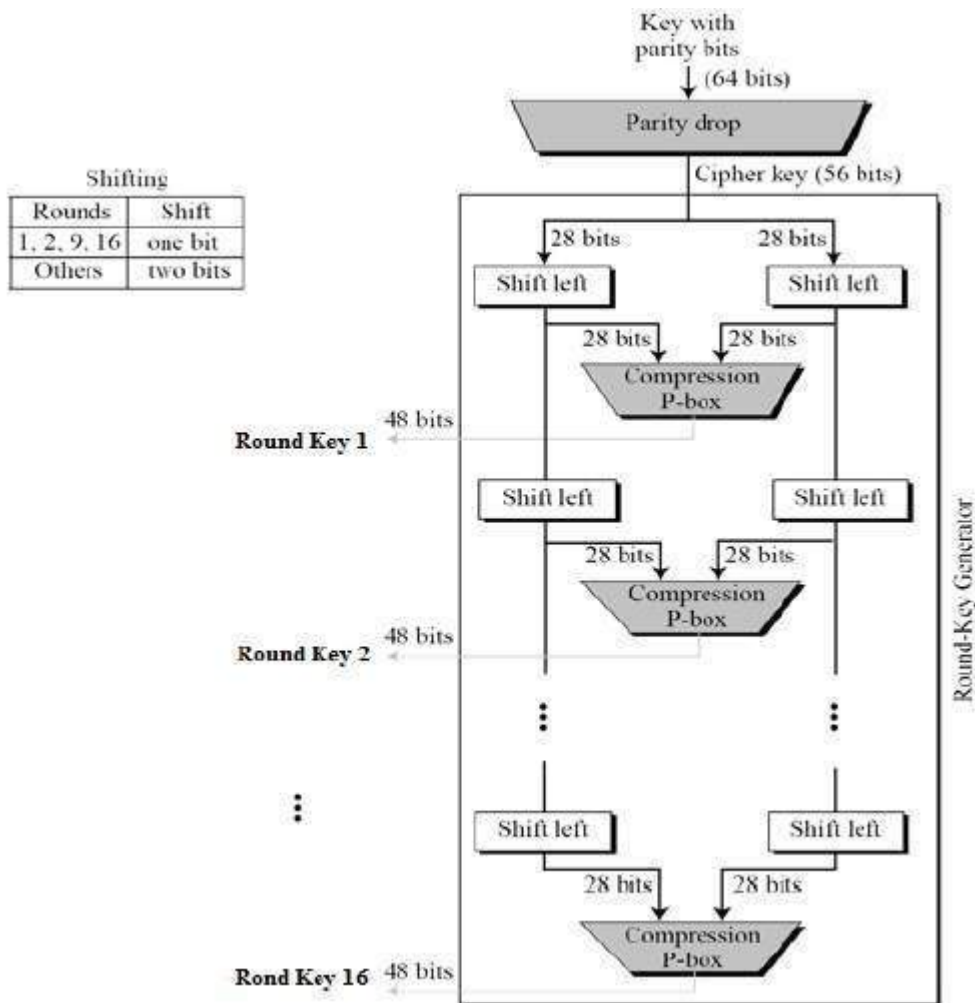 Key with
parity bits
(64 bits)
Parity drop
Cipher key (56 bits)
Shifting
Rounds Shift
1, 2, 9, 16 one bit
Others two bits
28 bits 28 bits
Shift left Shift left
28 bits 28 bits
Compression
P-box
48 bits
Round Key 1
Shift left Shift left
28 bits 28 bits
Compression
P-box
48 bits
Round Key 2
Round-Key Generator
Shift left Shift left
28 bits 28 bits
Compression
P-box
48 bits
Rond Key 16